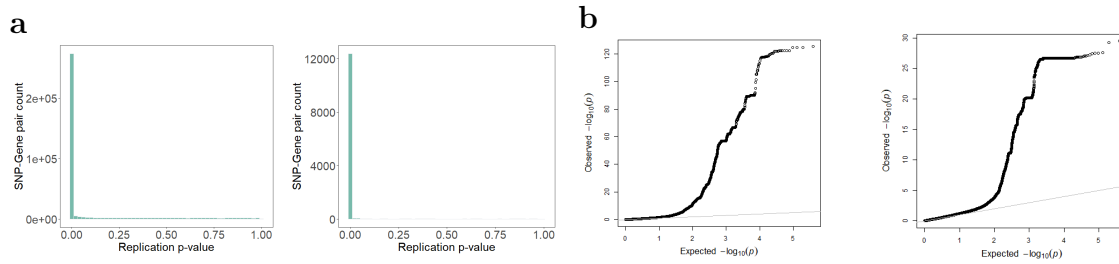 a
SNP-Gene pair count
2e+05
1e+05
0e+00
0.00 0.25 0.50 0.75 1.00
Replication p-value
SNP-Gene pair count
12000
8000
4000
0
0.00 0.25 0.50 0.75 1.00
Replication p-value
b
Observed −log10(p)
120
100
80
60
40
20
0
0 1 2 3 4 5
Expected −log10(p)
Observed −log10(p)
30
25
20
15
10
5
0
0 1 2 3 4 5
Expected −log10(p)